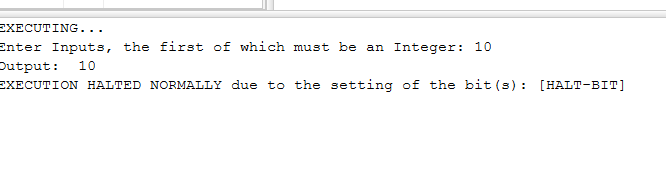 EXECUTING...
Enter Inputs, the first of which must be an Integer: 10
Output:  10
EXECUTION HALTED NORMALLY due to the setting of the bit(s): [HALT-BIT]